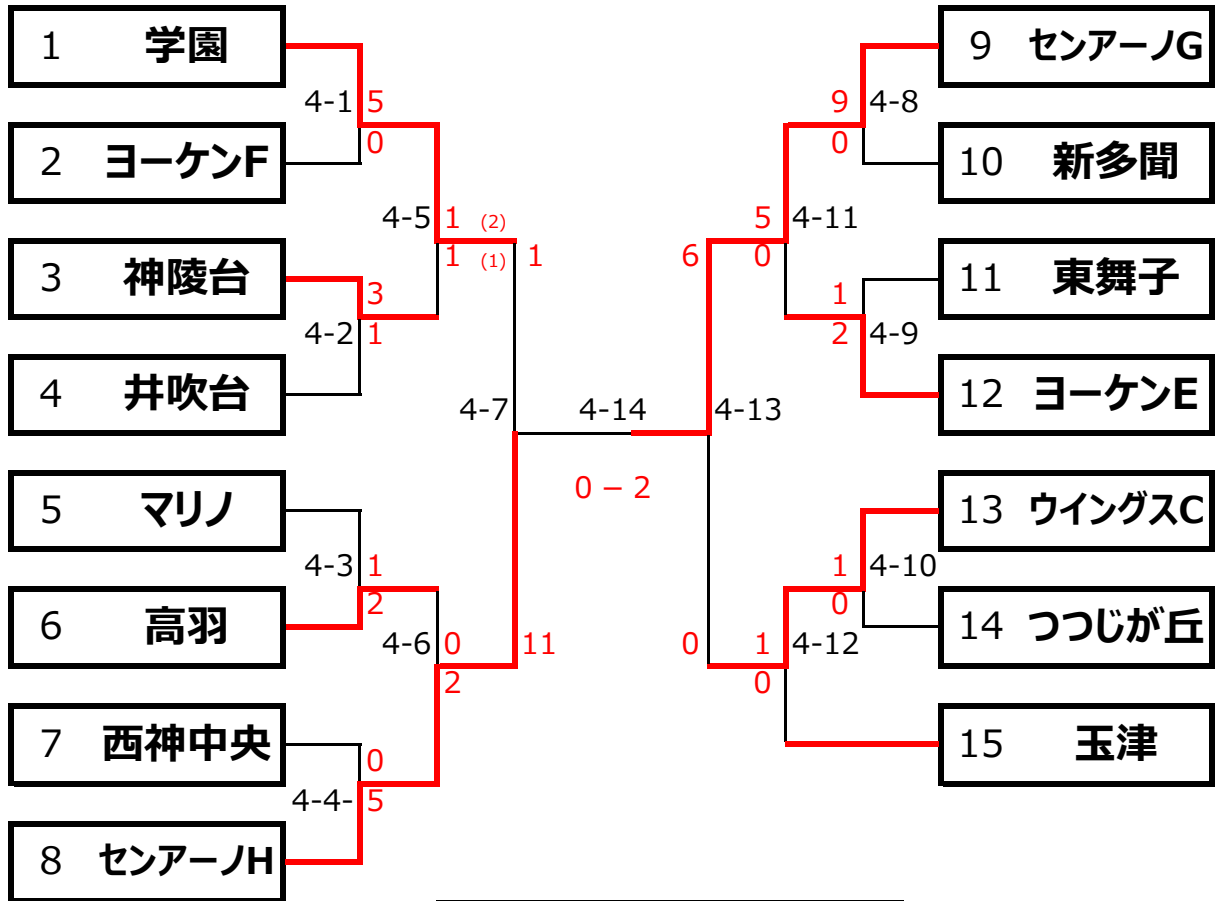 1 学園
9 センアーノG
4-1 5
9 4-8
0
0
2 ヨーケンF
10 新多聞
4-5 1 (2)
5 4-11
1 (1) 1
6 0
3 神陵台
11 東舞子
3
1
4-2 1
2 4-9
4 井吹台
12 ヨーケンE
4-7 4-14 4-13
0 − 2
5 マリノ
13 ウイングスC
4-3 1
1 4-10
2
0
6 高羽
14 つつじが丘
4-6 0 11
0 1 4-12
2
0
7 西神中央
15 玉津
0
4-4- 5
8 センアーノH